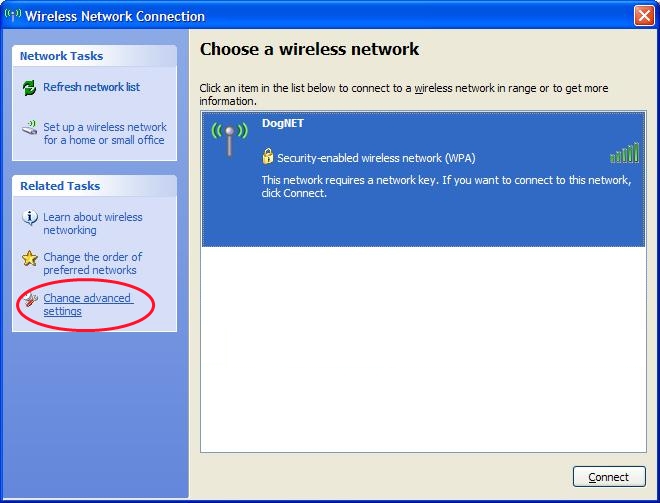 Wireless Network Connection
Network Tasks
Refresh network list
Set up a wireless network
for a home or small office
Related Tasks
Learn about wireless
networking
Change the order of
preferred networks
Change advanced
settings
Choose a wireless network
Click an item in the list below to connect to a wireless network in range or to get more
information.
DogNET
Security-enabled wireless network (WPA)
This network requires a network key. If you want to connect to this network,
click Connect.
Connect